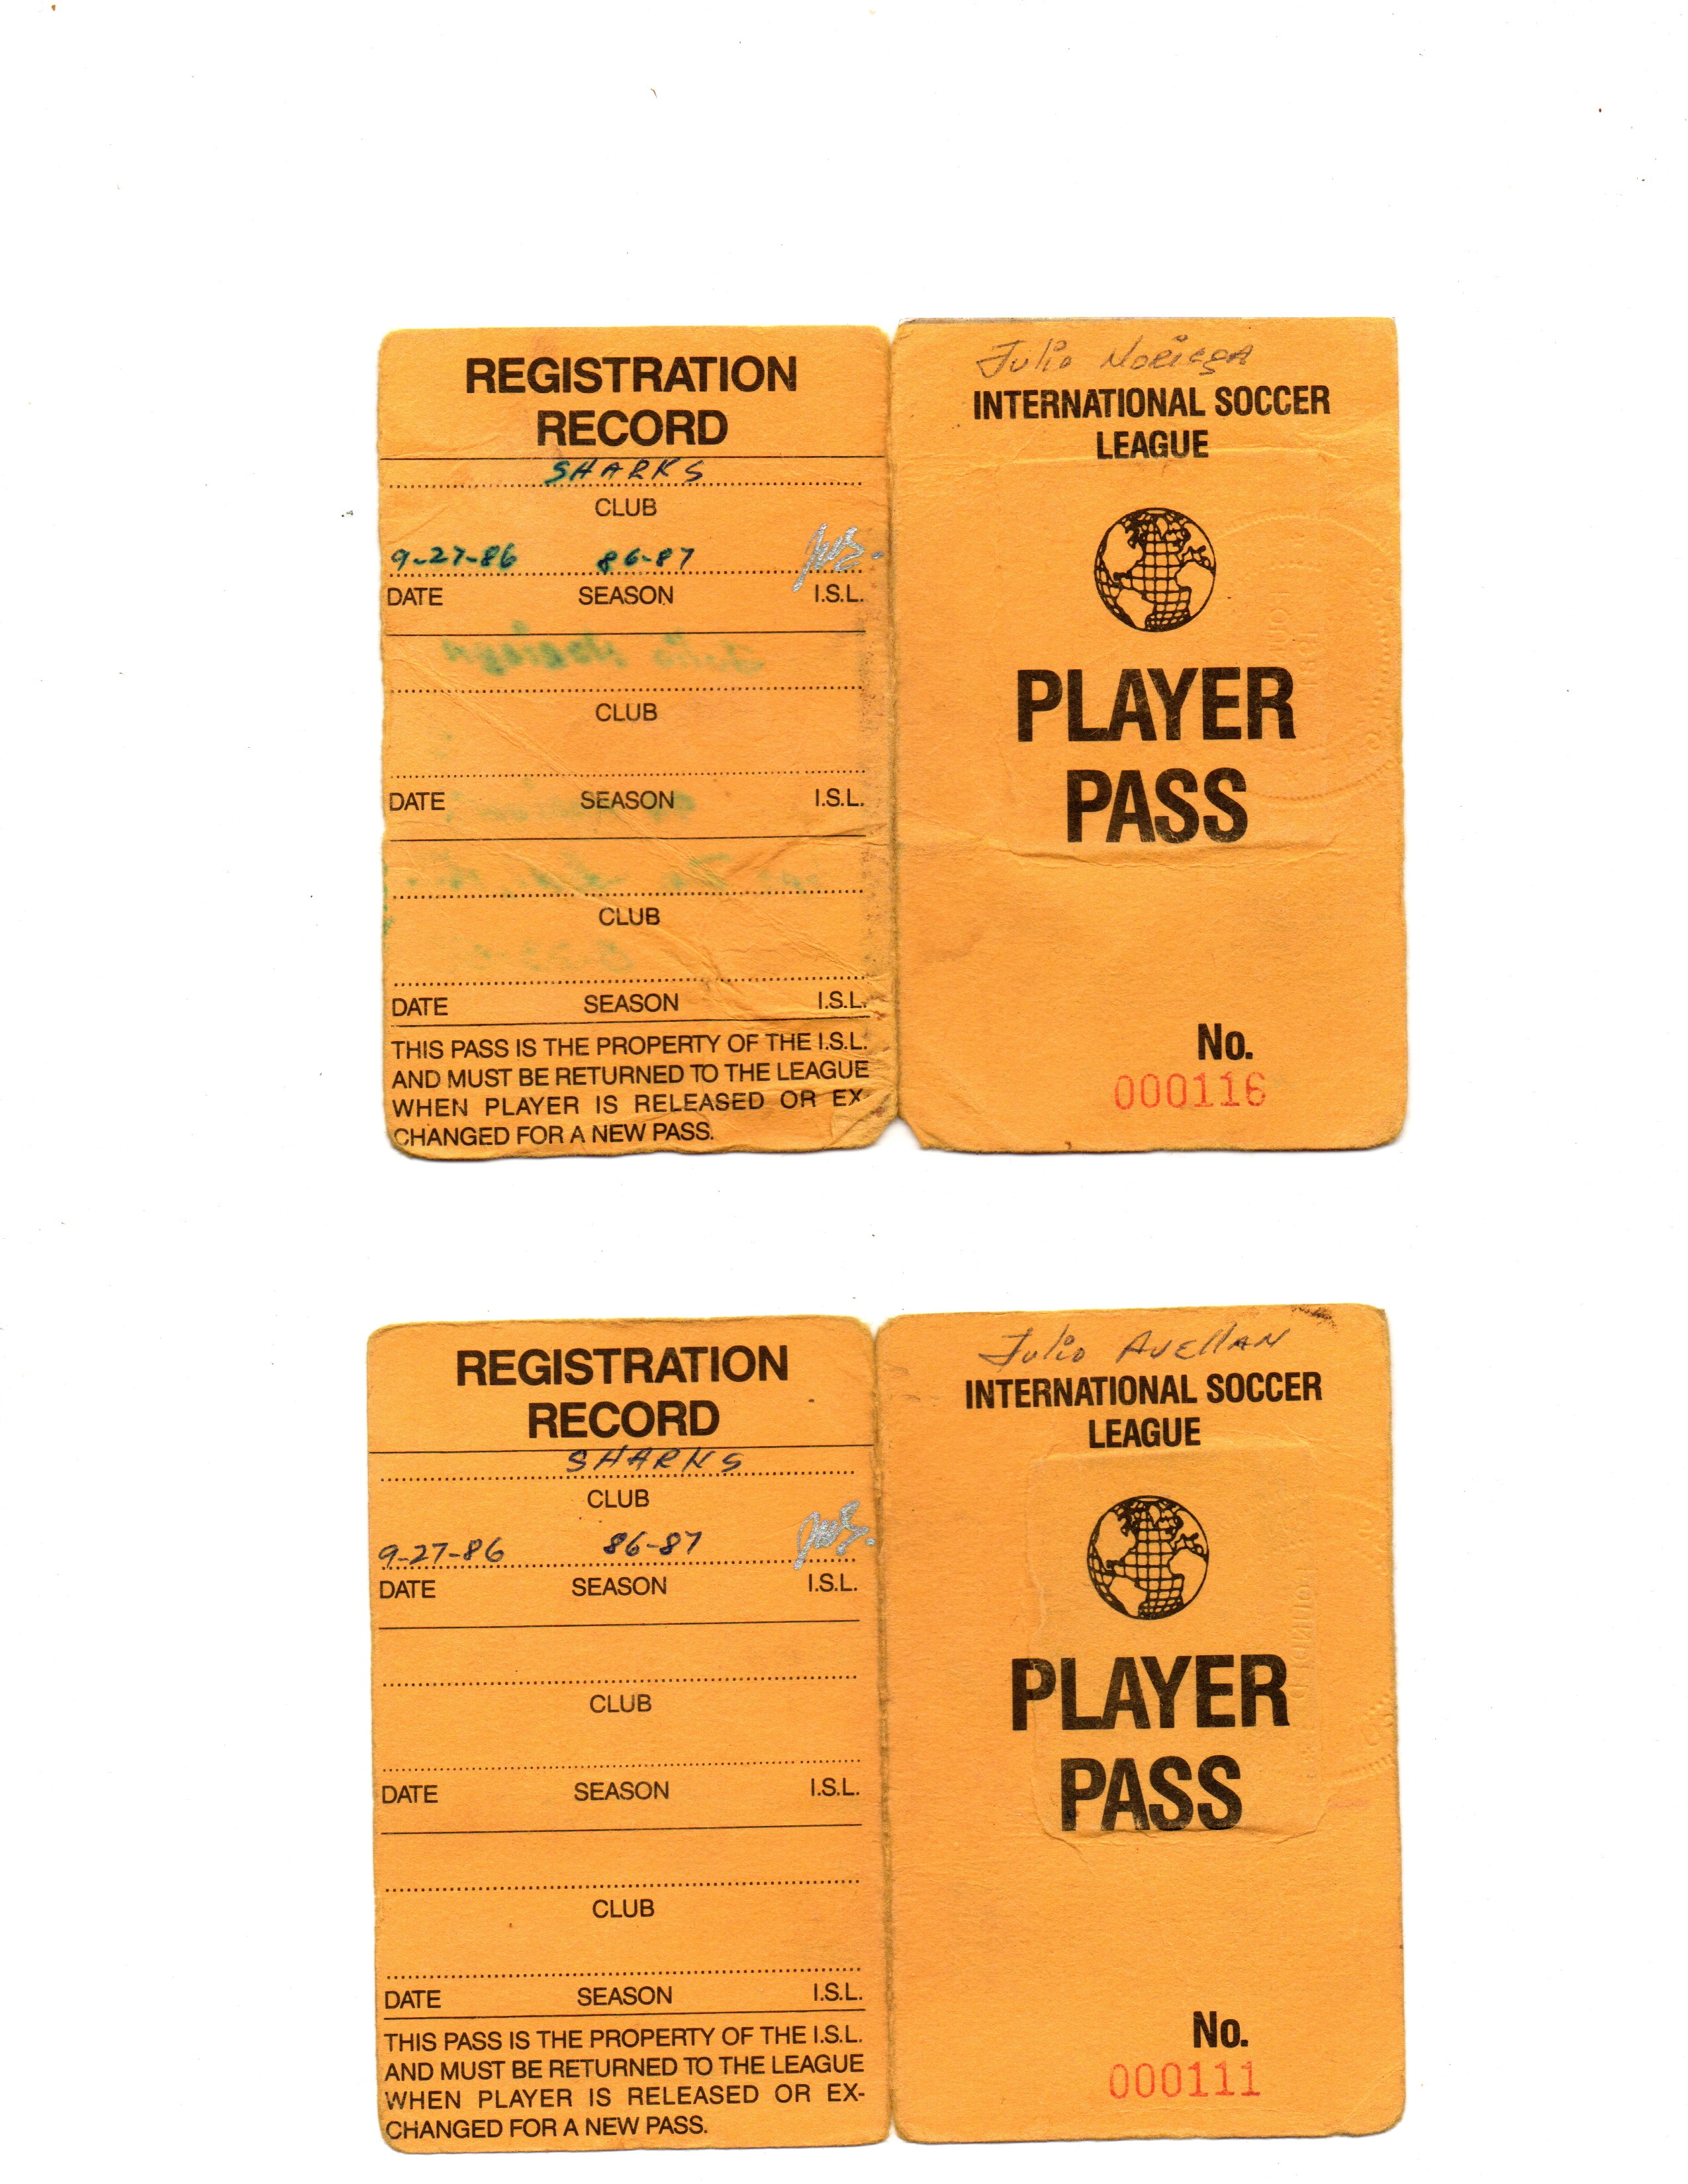 REGISTRATION
RECORD
SHARKS
CLUB
9-27-86 86-87
DATE SEASON I.S.L.
CLUB
DATE SEASON I.S.L.
CLUB
DATE SEASON I.S.L.
THIS PASS IS THE PROPERTY OF THE I.S.L.
AND MUST BE RETURNED TO THE LEAGUE
WHEN PLAYER IS RELEASED OR EX-
CHANGED FOR A NEW PASS.
Julio Noriega
INTERNATIONAL SOCCER
LEAGUE
PLAYER
PASS
No.
000116
REGISTRATION
RECORD
SHARKS
CLUB
9-27-86 86-87
DATE SEASON I.S.L.
CLUB
DATE SEASON I.S.L.
CLUB
DATE SEASON I.S.L.
THIS PASS IS THE PROPERTY OF THE I.S.L.
AND MUST BE RETURNED TO THE LEAGUE
WHEN PLAYER IS RELEASED OR EX-
CHANGED FOR A NEW PASS.
Julio Avellan
INTERNATIONAL SOCCER
LEAGUE
PLAYER
PASS
No.
000111